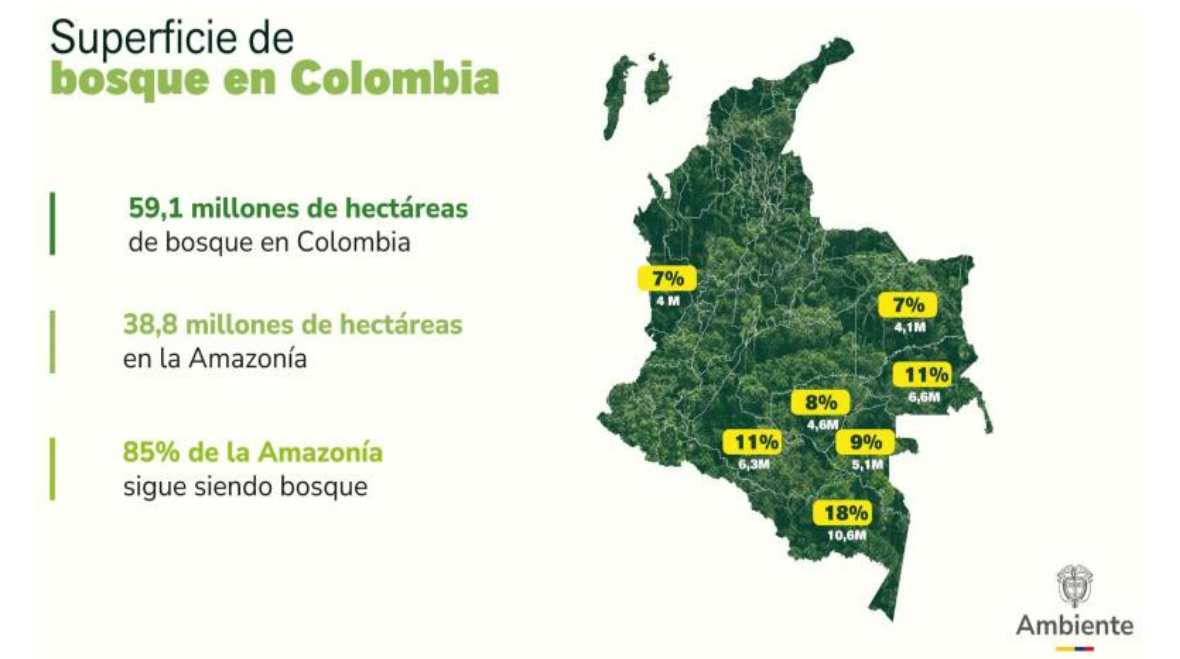 Superficie de
bosque en Colombia
59,1 millones de hectáreas
de bosque en Colombia
38,8 millones de hectáreas
en la Amazonía
85% de la Amazonía
sigue siendo bosque
7%
4 M
7%
4,1M
11%
6,6M
8%
4,6M
11%
6,3M
9%
5,1M
18%
10,6M
Ambiente